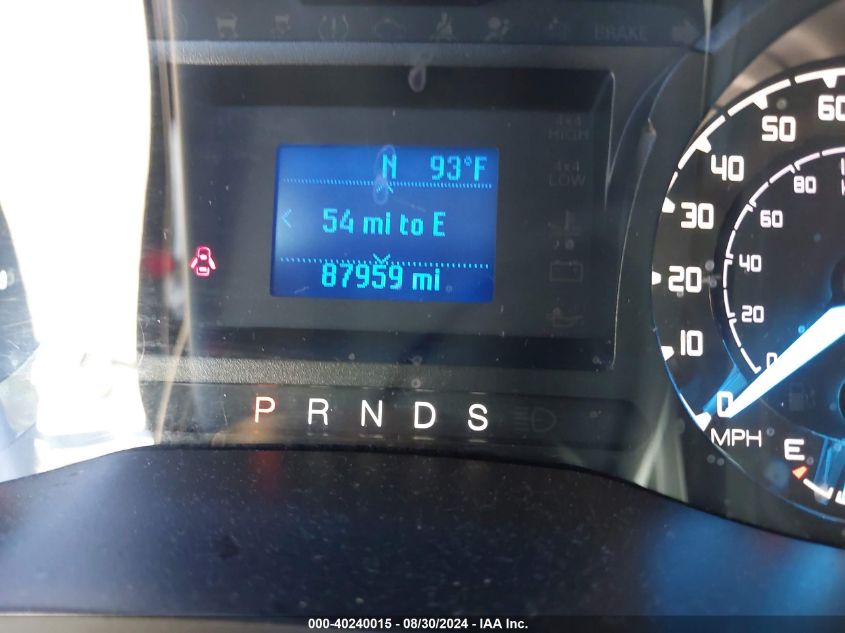 BRAKE
4x4
HIGH
4x4
LOW
N 93°F
54 mi to E
87959 mi
P R N D S
60
50
40
30
20
10
0
MPH
80
60
40
20
0
E
000-40240015 - 08/30/2024 - IAA Inc.